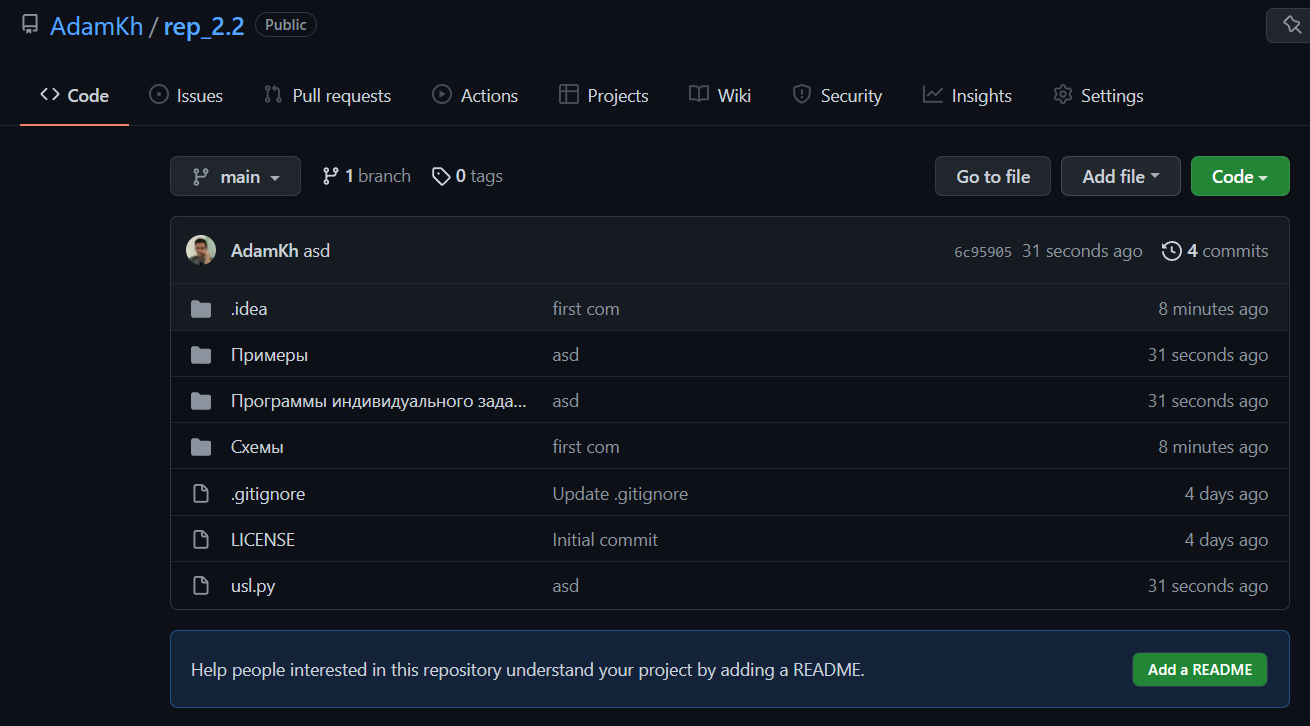 AdamKh / rep_2.2 Public
Code Issues Pull requests Actions Projects Wiki Security Insights Settings
main 1 branch 0 tags Go to file Add file Code
AdamKh asd 6c95905 31 seconds ago 4 commits
.idea first com 8 minutes ago
Примеры asd 31 seconds ago
Программы индивидуального зада... asd 31 seconds ago
Схемы first com 8 minutes ago
.gitignore Update .gitignore 4 days ago
LICENSE Initial commit 4 days ago
usl.py asd 31 seconds ago
Help people interested in this repository understand your project by adding a README. Add a README